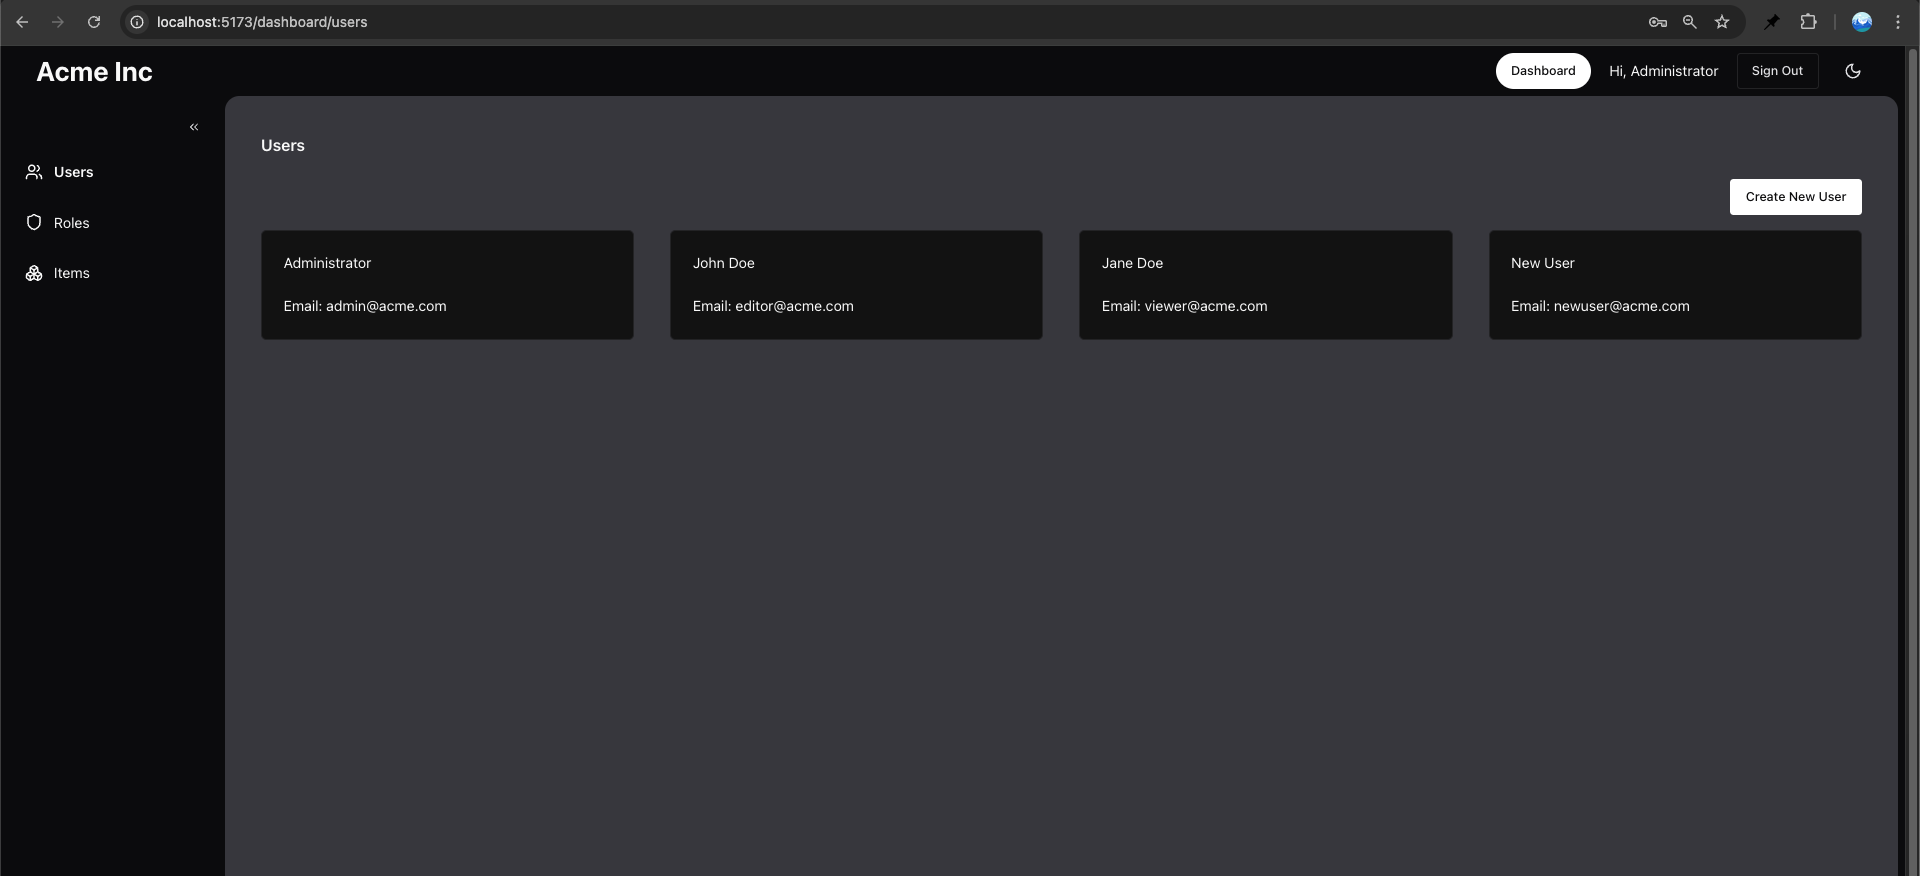 localhost:5173/dashboard/users
Acme Inc
Dashboard
Hi, Administrator
Sign Out
«
Users
Roles
Items
Users
Create New User
Administrator
Email: admin@acme.com
John Doe
Email: editor@acme.com
Jane Doe
Email: viewer@acme.com
New User
Email: newuser@acme.com